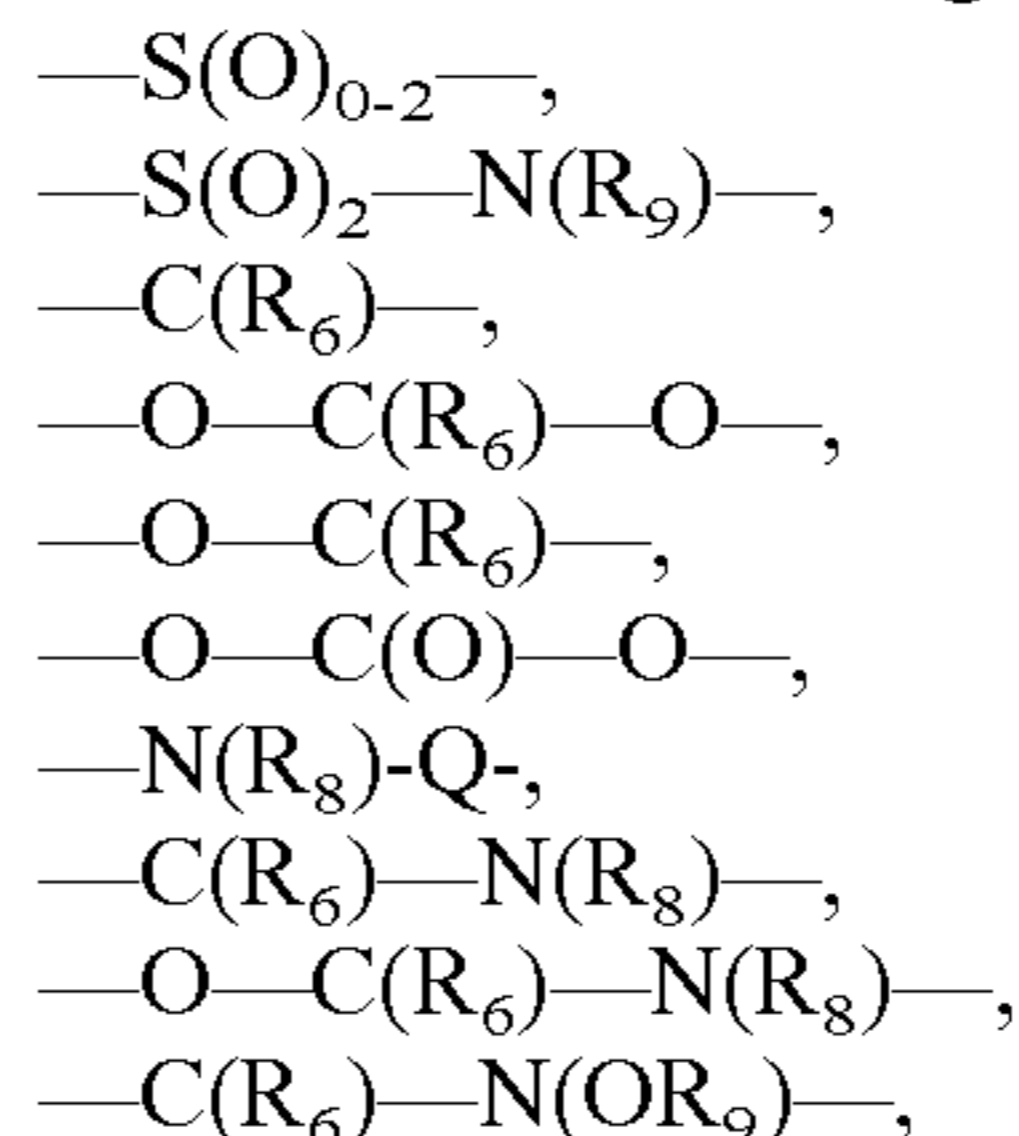 —S(O)₀₋₂—,
—S(O)₂—N(R₉)—,
—C(R₆)—,
—O—C(R₆)—O—,
—O—C(R₆)—,
—O—C(O)—O—,
—N(R₈)-Q-,
—C(R₆)—N(R₈)—,
—O—C(R₆)—N(R₈)—,
—C(R₆)—N(OR₉)—,